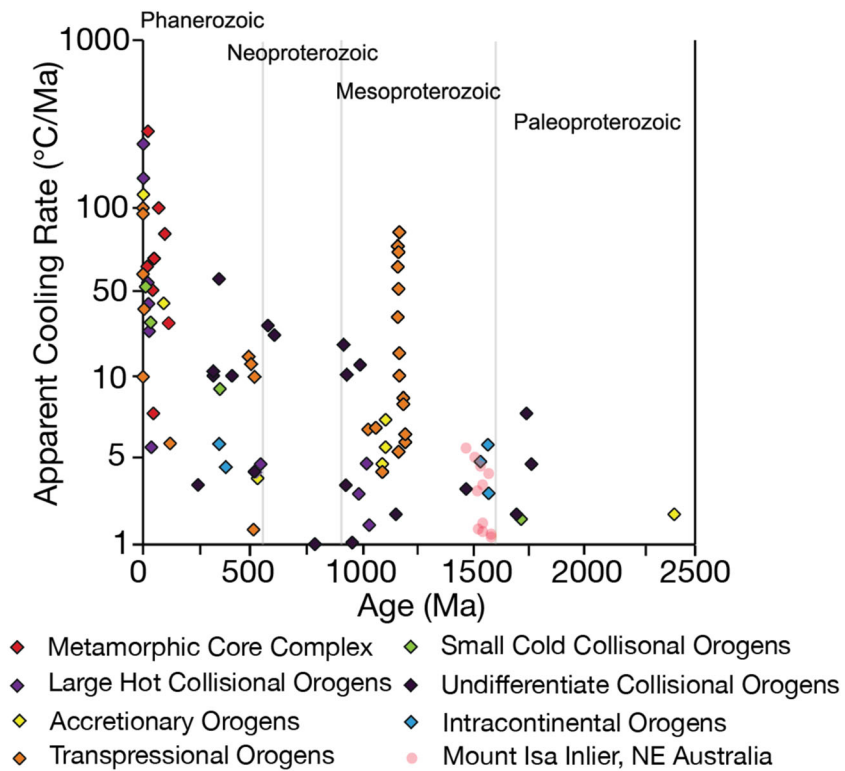 Phanerozoic
Neoproterozoic
Mesoproterozoic
Paleoproterozoic
Apparent Cooling Rate (°C/Ma)
1000
100
50
10
5
1
0 500 1000 1500 2000 2500
Age (Ma)
Metamorphic Core Complex
Small Cold Collisonal Orogens
Large Hot Collisional Orogens
Undifferentiate Collisional Orogens
Accretionary Orogens
Intracontinental Orogens
Transpressional Orogens
Mount Isa Inlier, NE Australia